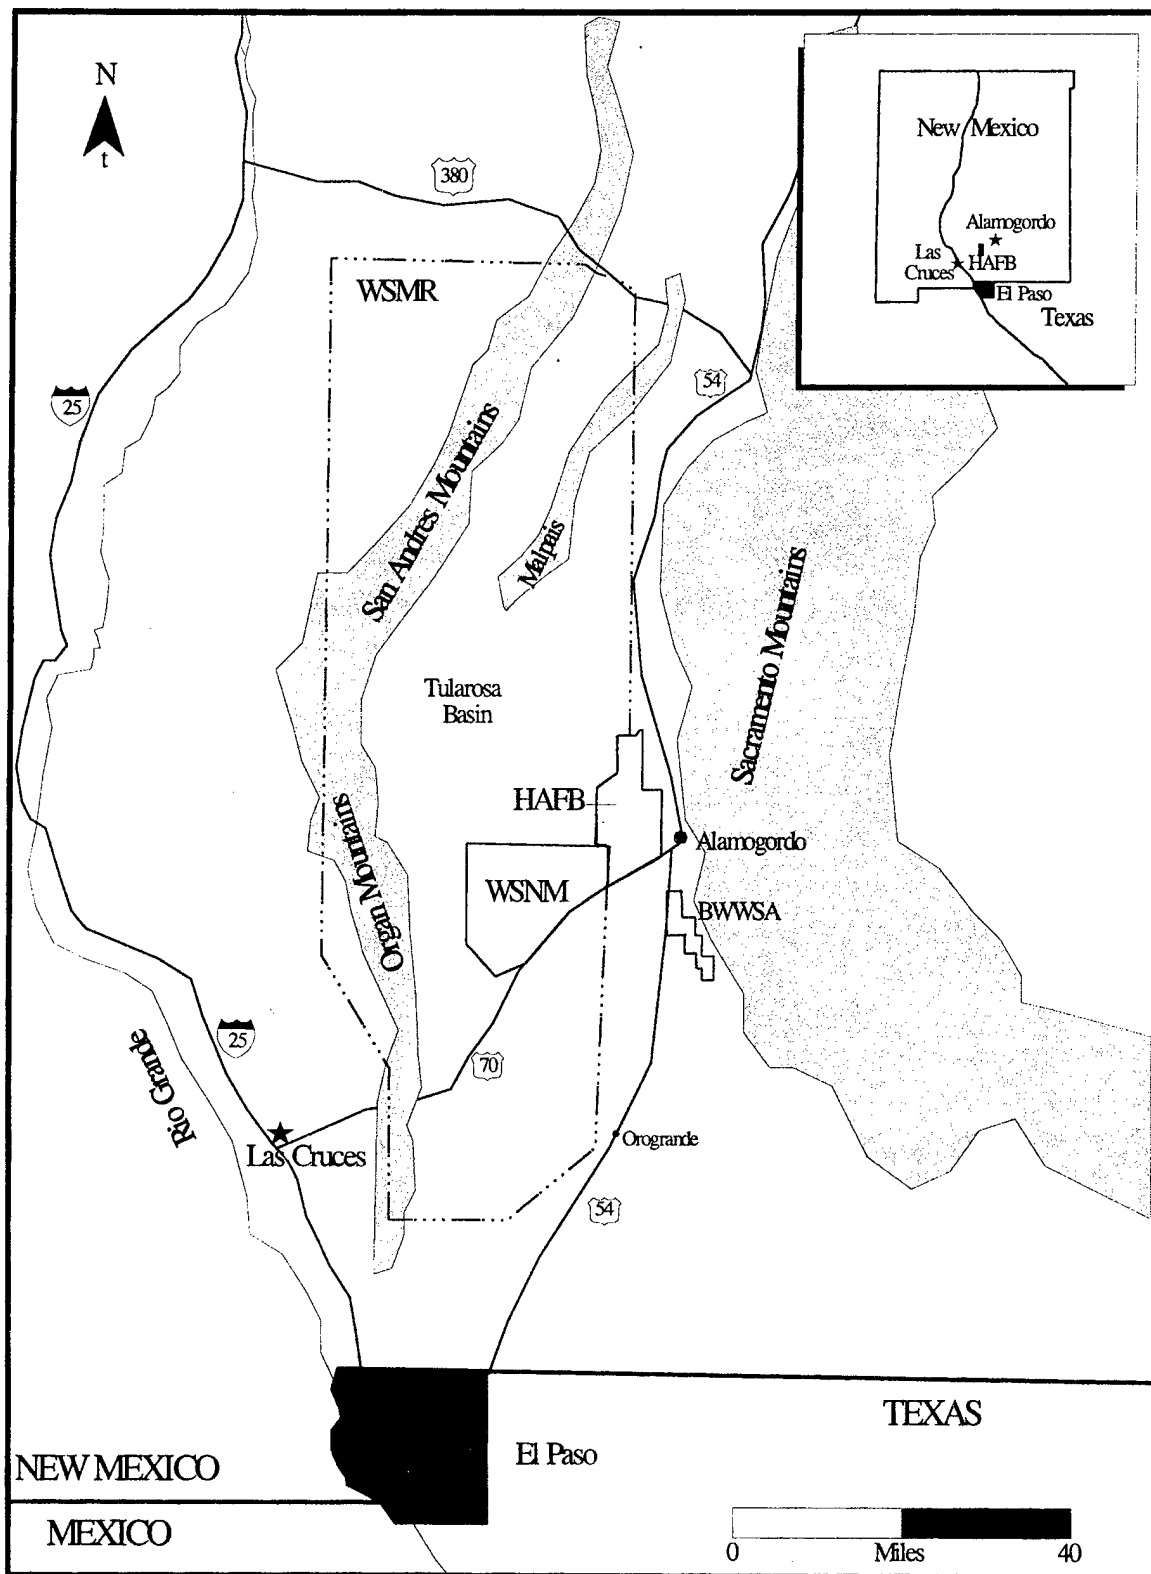 N
t
380
New Mexico
Alamogordo
Las
Cruces
HAFB
El Paso
Texas
WSMR
54
25
San Andres Mountains
Malpais
Sacramento Mountains
Tularosa
Basin
HAFB
Organ Mountains
Alamogordo
WSNM
BWWSA
25
Rio Grande
70
Las Cruces
Orogrande
54
TEXAS
El Paso
NEW MEXICO
MEXICO
0 Miles 40